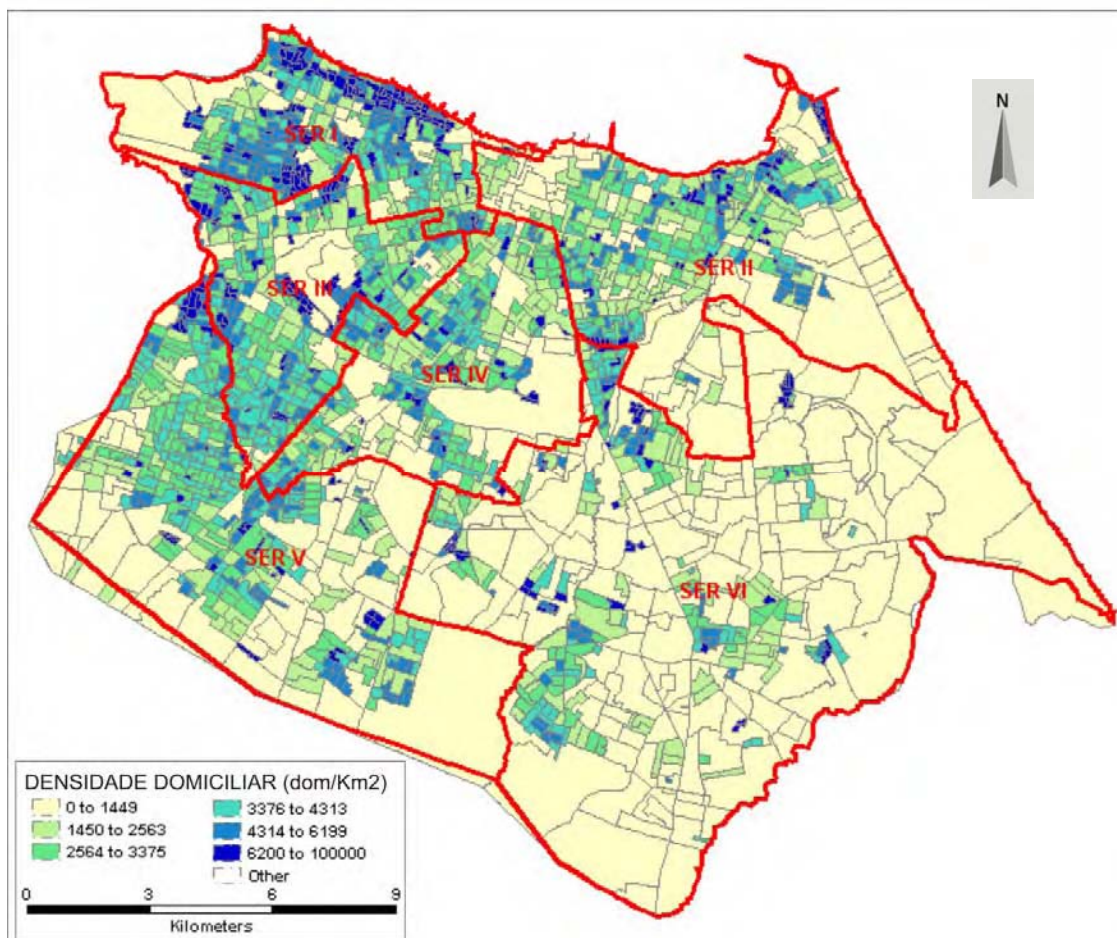 N
SER I
SER II
SER III
SER IV
SER V
SER VI
DENSIDADE DOMICILIAR (dom/Km2)
0 to 1449
1450 to 2563
2564 to 3375
3376 to 4313
4314 to 6199
6200 to 100000
Other
0 3 6 9
Kilometers